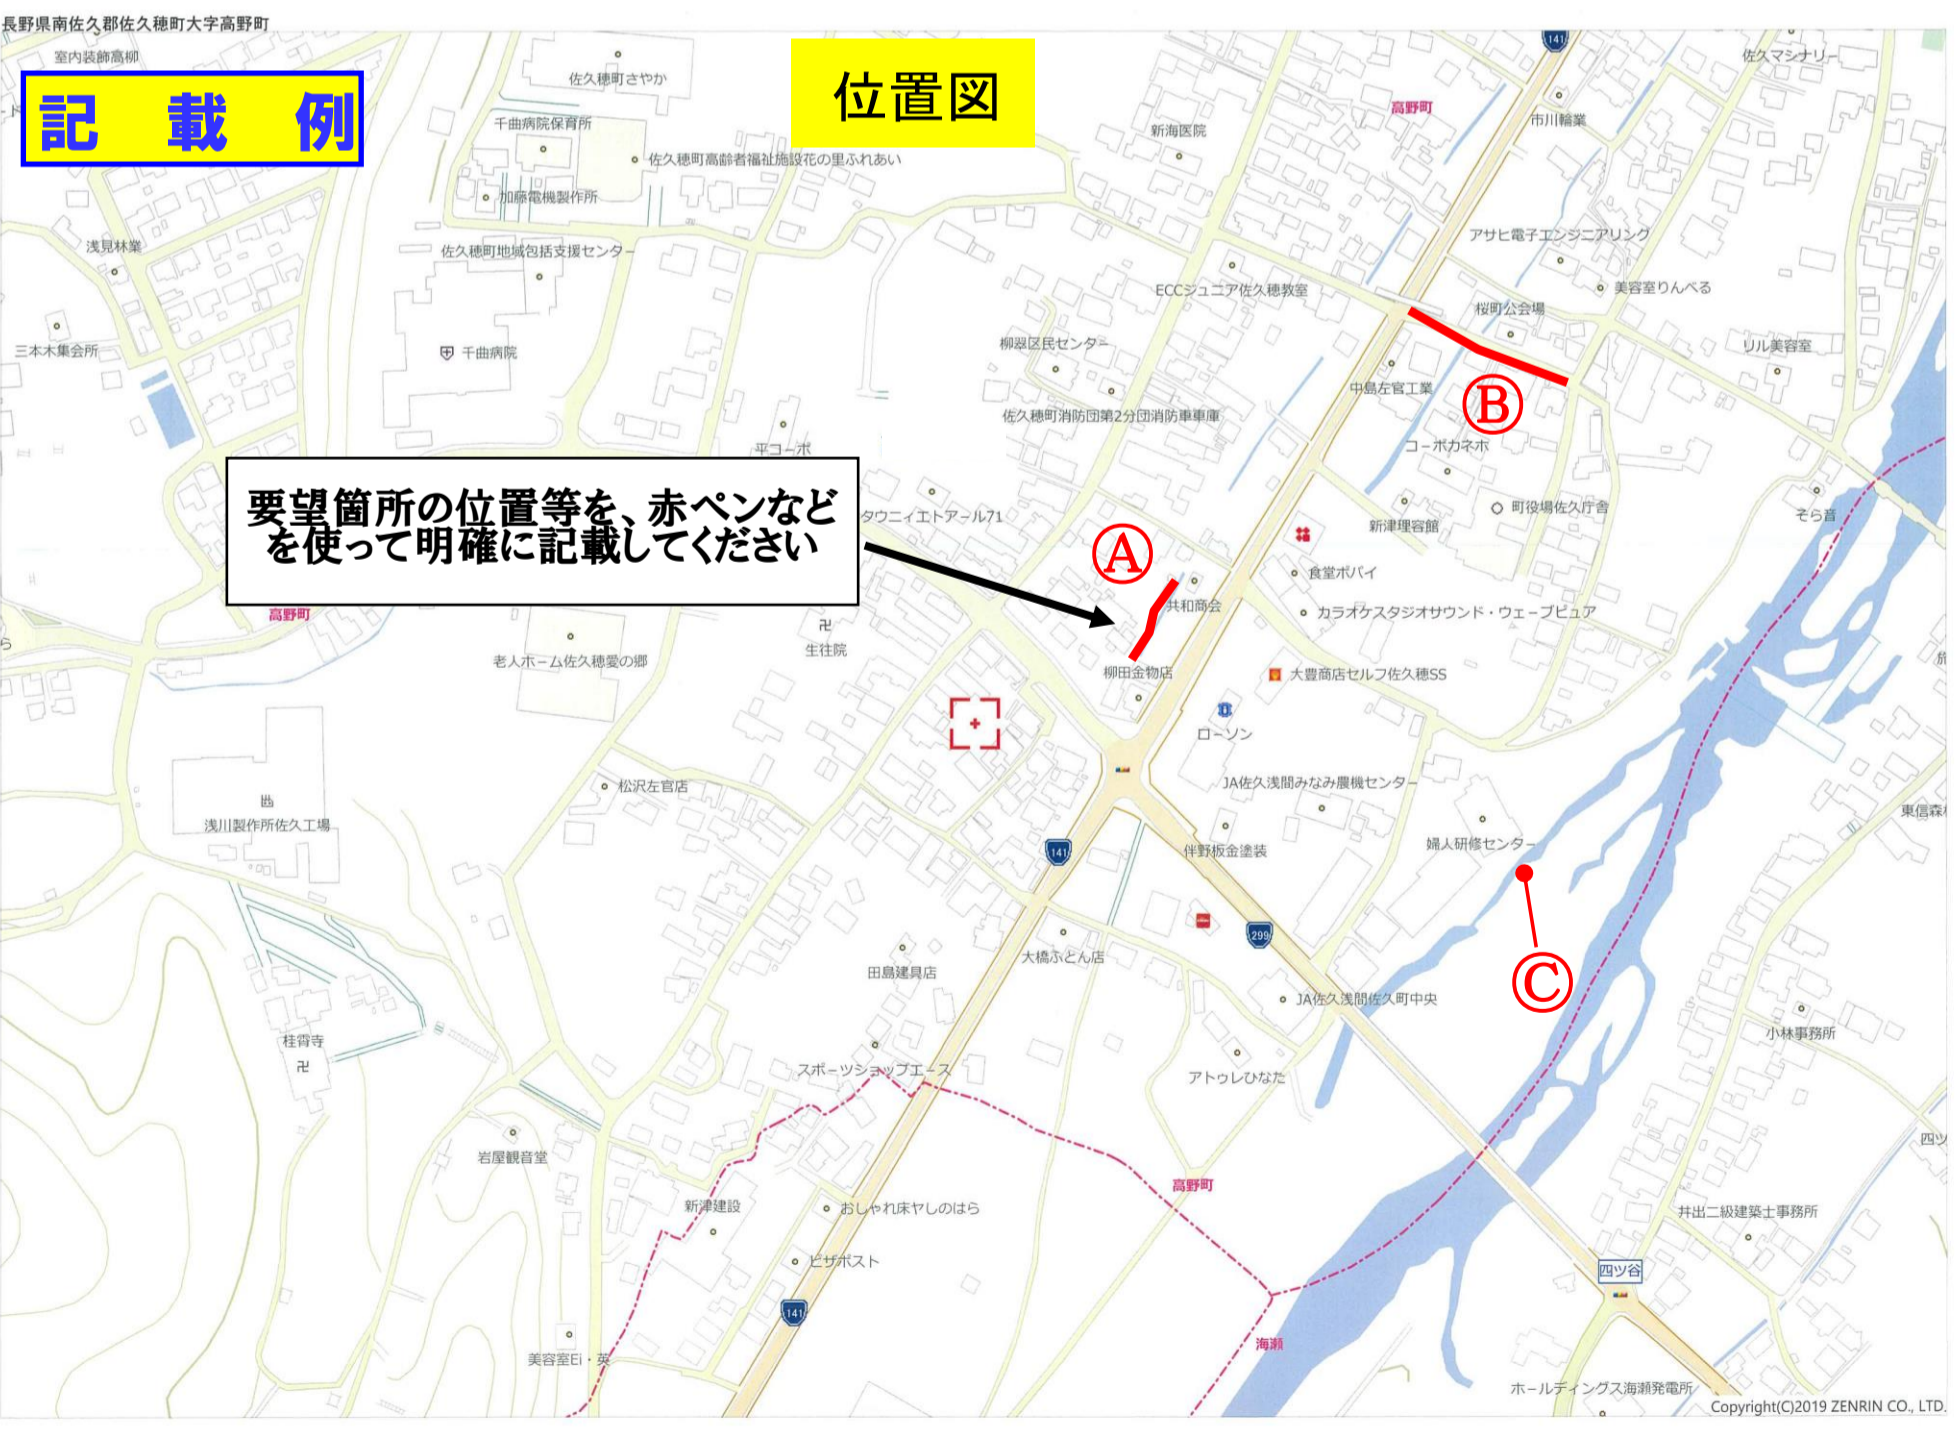 長野県南佐久郡佐久穂町大字高野町
室内装飾高柳
記 載 例
位置図
佐久穂町さやか
千曲病院保育所
佐久穂町高齢者福祉施設花の里ふれあい
加藤電機製作所
佐久穂町地域包括支援センター
新海医院
高野町
141
市川輪業
佐久マシナリー
浅見林業
アサヒ電子エンジニアリング
美容室りんべる
ECCジュニア佐久穂教室
桜町公会場
三本木集会所
千曲病院
柳翠区民センター
リル美容室
中島左官工業
Ⓑ
佐久穂町消防団第2分団消防車車庫
平コーポ
コーポカネホ
要望箇所の位置等を、赤ペンなど
を使って明確に記載してください
タウニィエトアール71
新津理容館
町役場佐久庁舎
そら音
Ⓐ
食堂ポパイ
共和商会
カラオケスタジオサウンド・ウェーブピュア
高野町
ら
生往院
老人ホーム佐久穂愛の郷
柳田金物店
大豊商店セルフ佐久穂SS
ローソン
松沢左官店
JA佐久浅間みなみ農機センター
浅川製作所佐久工場
東信森林
141
伴野板金塗装
婦人研修センター
299
大橋ふとん店
田島建具店
Ⓒ
JA佐久浅間佐久町中央
桂霄寺
小林事務所
スポーツショップエース
アトゥレひなた
岩屋観音堂
四ツ
高野町
新津建設
おしゃれ床ヤしのはら
井出二級建築士事務所
ピザポスト
四ツ谷
141
海瀬
美容室Ei・英
ホールディングス海瀬発電所
Copyright(C)2019 ZENRIN CO., LTD.